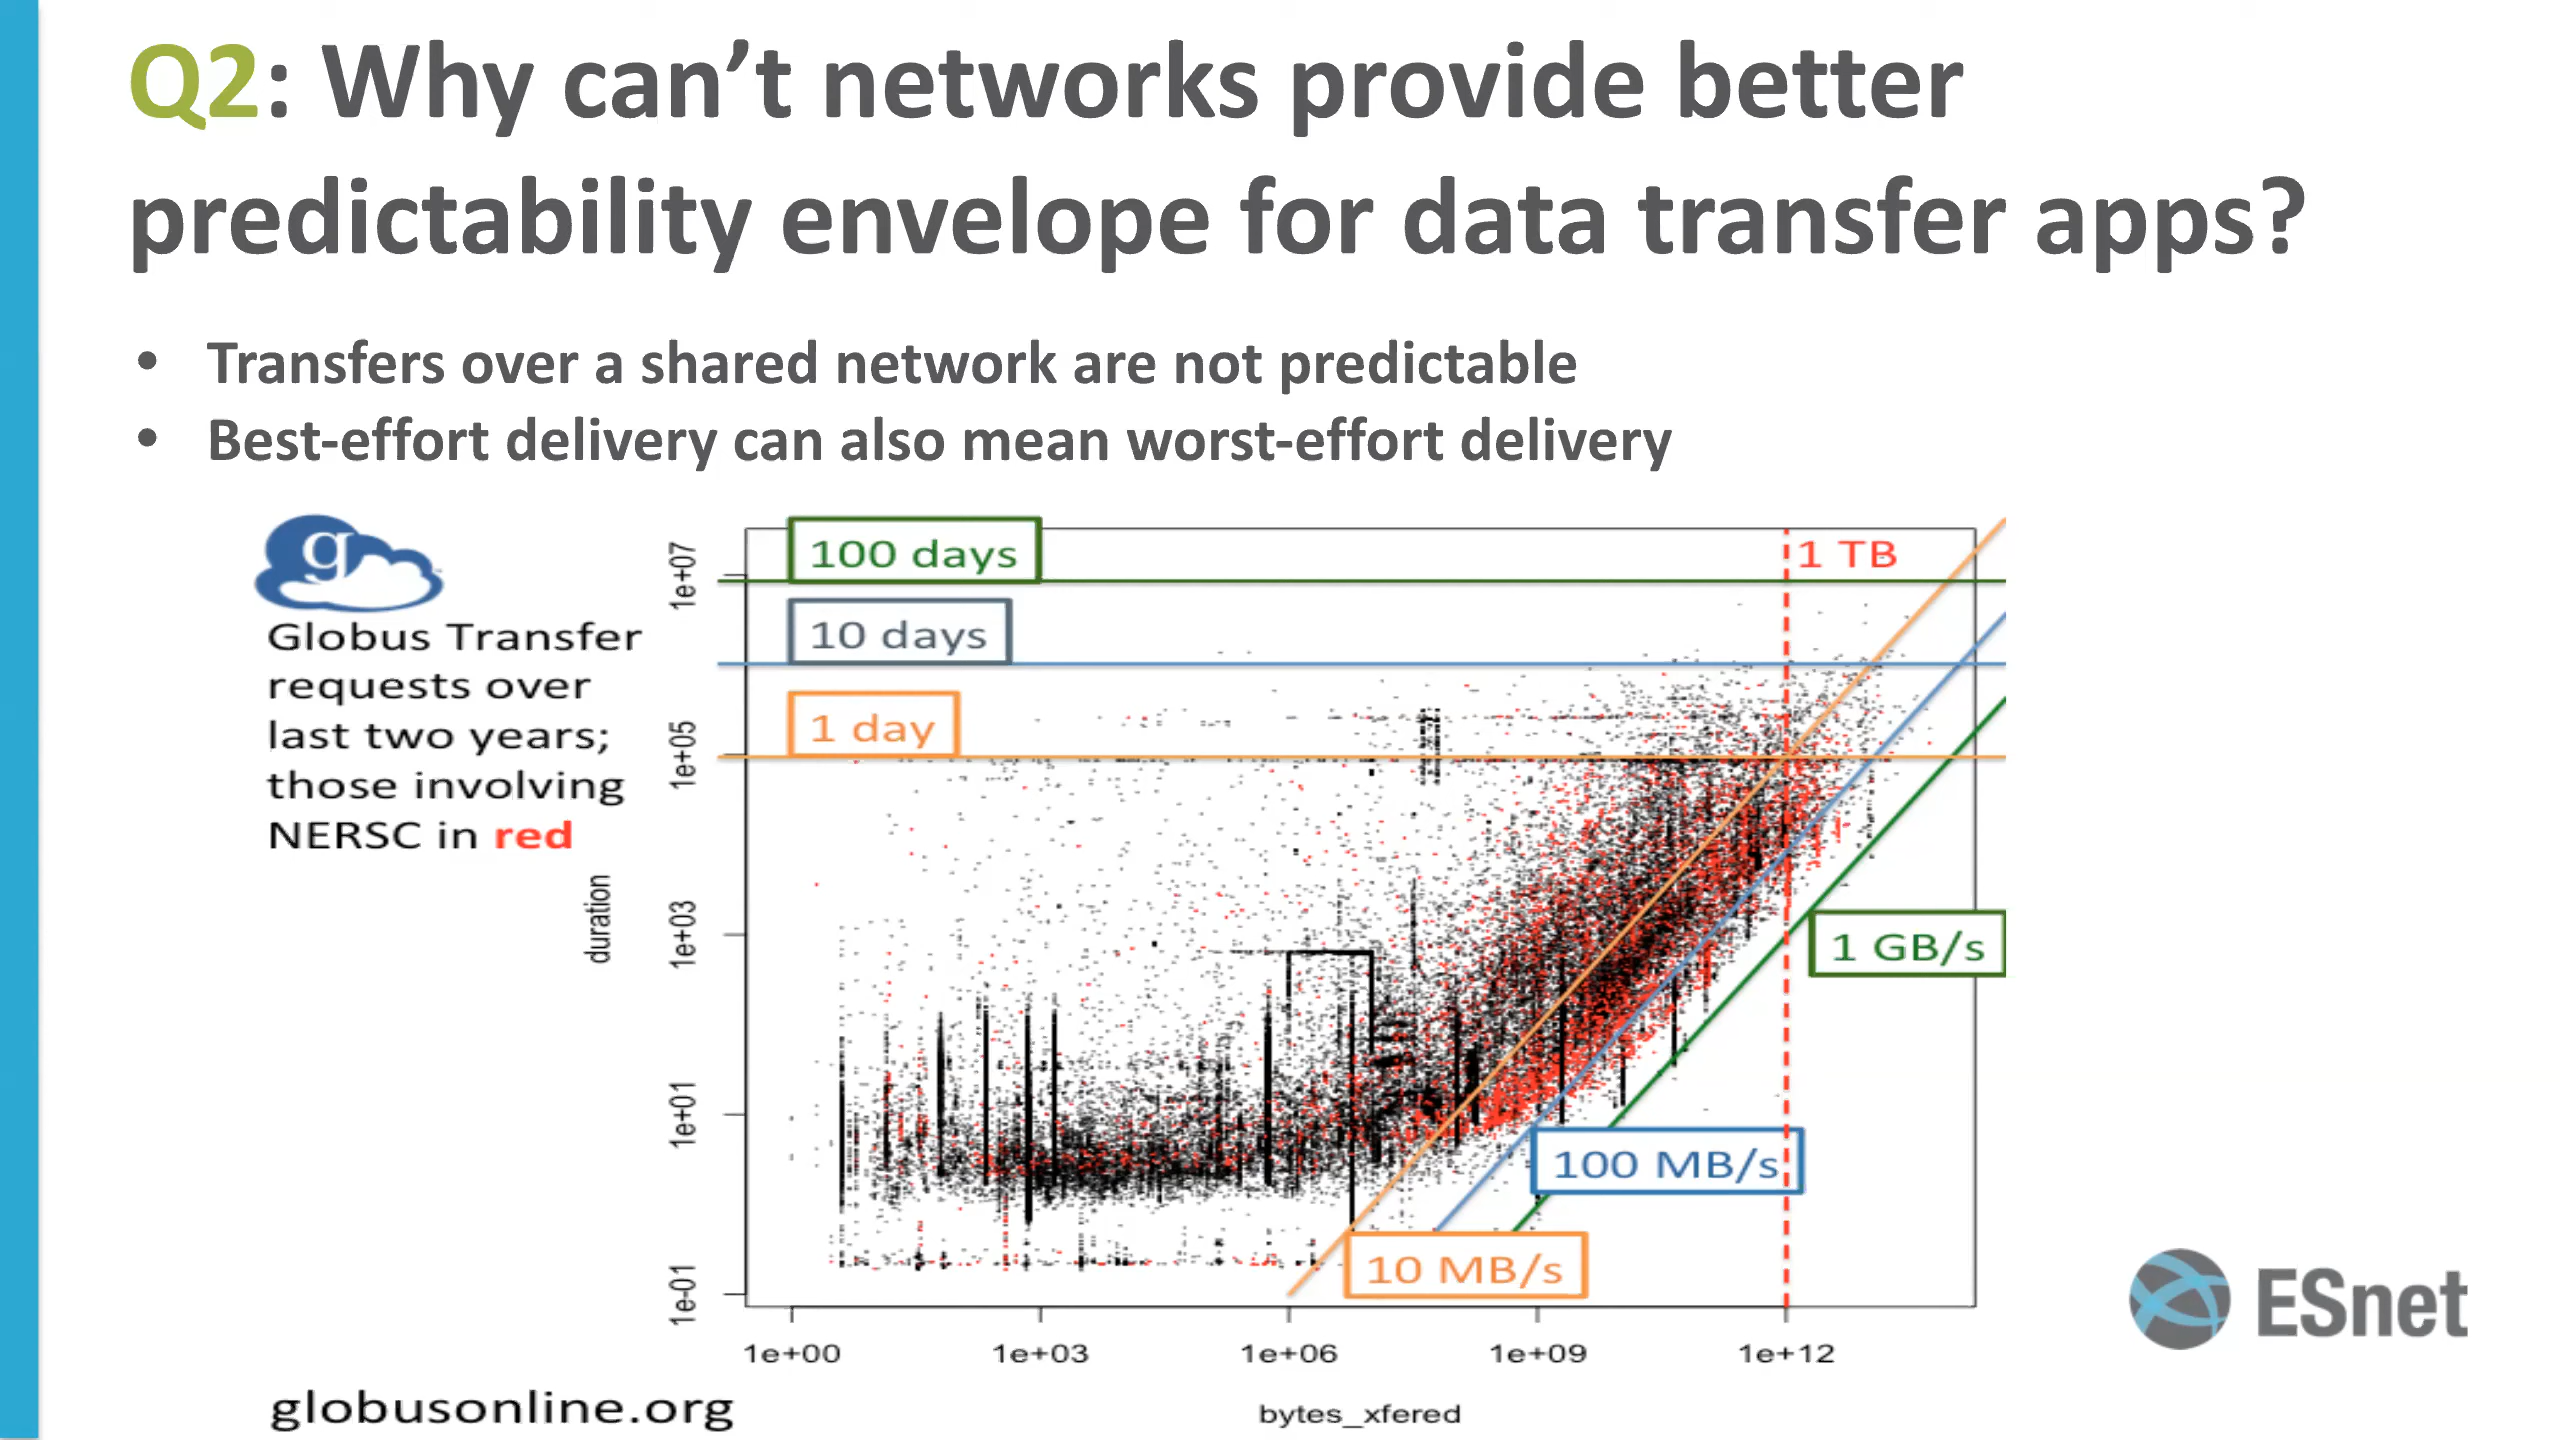 Q2: Why can’t networks provide better
predictability envelope for data transfer apps?
• Transfers over a shared network are not predictable
• Best-effort delivery can also mean worst-effort delivery
g
Globus Transfer
requests over
last two years;
those involving
NERSC in red
duration
1e+07
1e+05
1e+03
1e+01
1e-01
100 days
10 days
1 day
1 TB
1 GB/s
100 MB/s
10 MB/s
1e+00
1e+03
1e+06
1e+09
1e+12
bytes_xfered
globusonline.org
ESnet